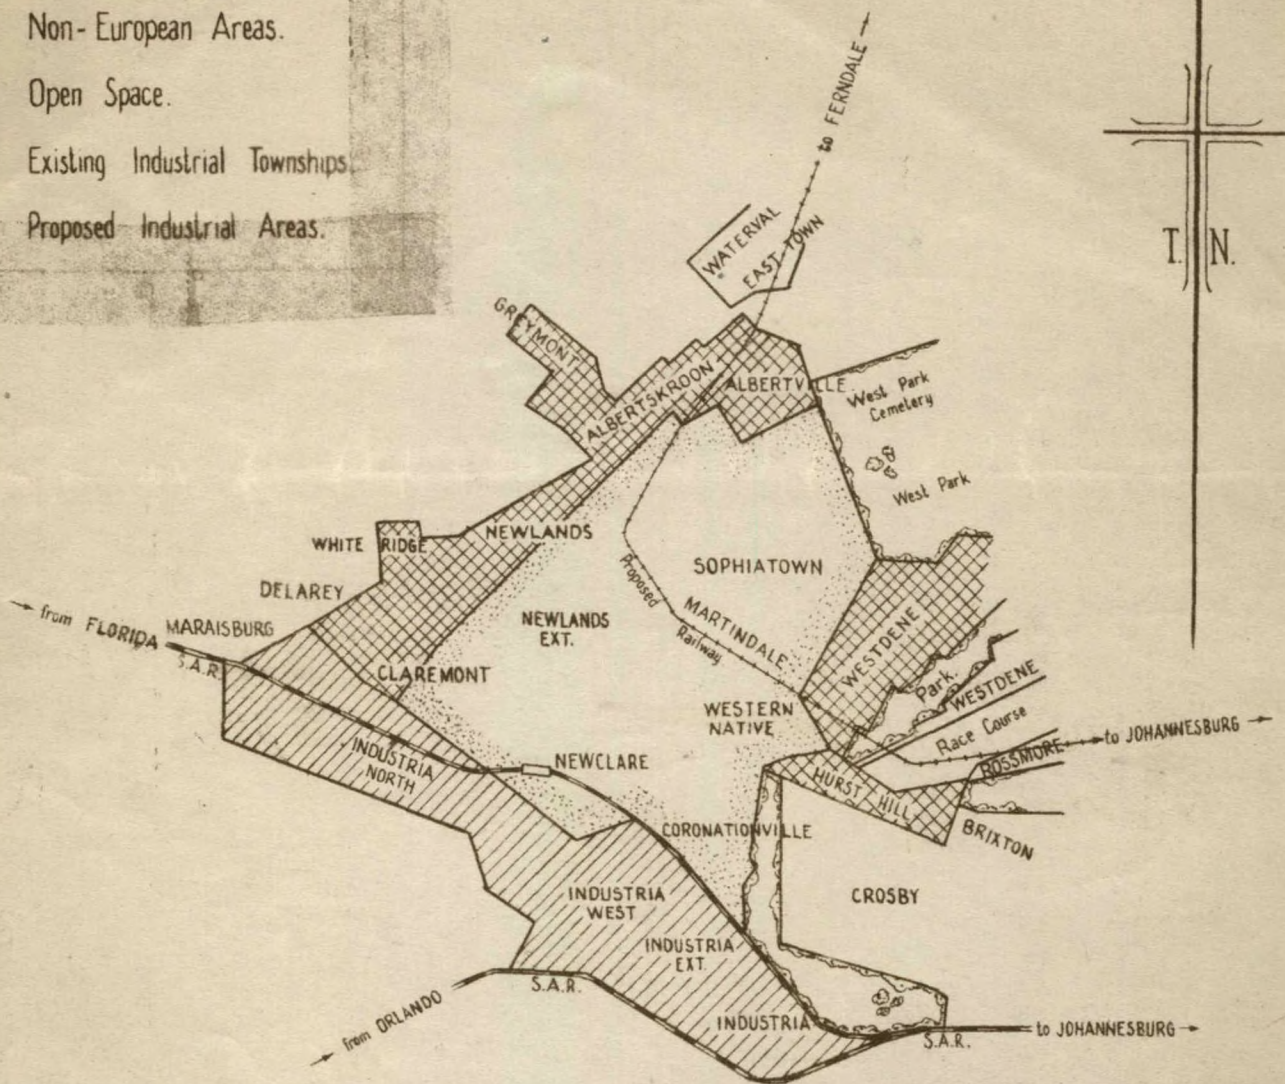 Non-European Areas.
Open Space.
Existing Industrial Townships.
Proposed Industrial Areas.
to FERNDALE
T. N.
WATERVAL
EAST TOWN
GREYMONT
ALBERTSKROON
ALBERTVILLE
West Park
Cemetery
West Park
WHITE RIDGE
NEWLANDS
SOPHIATOWN
DELAREY
Proposed
Railway
NEWLANDS
EXT.
MARTINDALE
WESTDENE
from FLORIDA
MARAISBURG
S.A.R.
CLAREMONT
Park.
WESTDENE
WESTERN
NATIVE
Race Course
to JOHANNESBURG
ROSSMORE
INDUSTRIA
NORTH
NEWCLARE
HURST HILL
CORONATIONVILLE
BRIXTON
INDUSTRIA
WEST
CROSBY
INDUSTRIA
EXT.
S.A.R.
from ORLANDO
INDUSTRIA
to JOHANNESBURG
S.A.R.